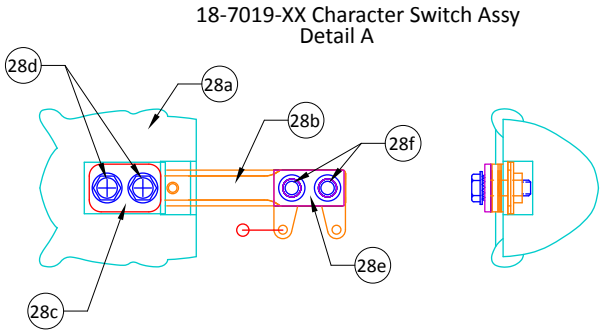 18-7019-XX Character Switch Assy
Detail A
28d
28a
28b
28f
28e
28c